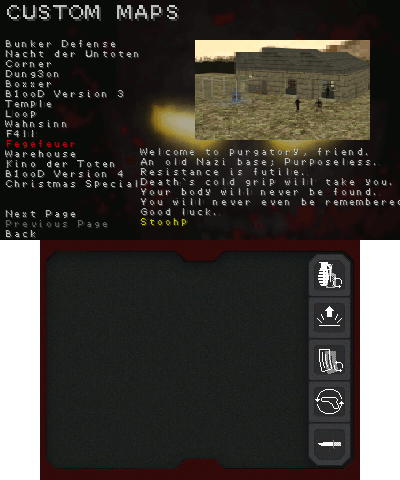 CUSTOM MAPS
Bunker Defense
Nacht der Untoten
Corner
Dung3on
Boxxer
B1ooD Version 3
Temple
Loop
Wahnsinn
F4ll
Fegefeuer
Warehouse
Kino der Toten
B1ooD Version 4
Christmas Special
Next Page
Previous Page
Back
Welcome to purgatory, friend.
An old Nazi base; Purposeless.
Resistance is futile.
Death`s cold grip will take you.
Your body will never be found.
You will never even be remembered
Good luck.
Stoohp